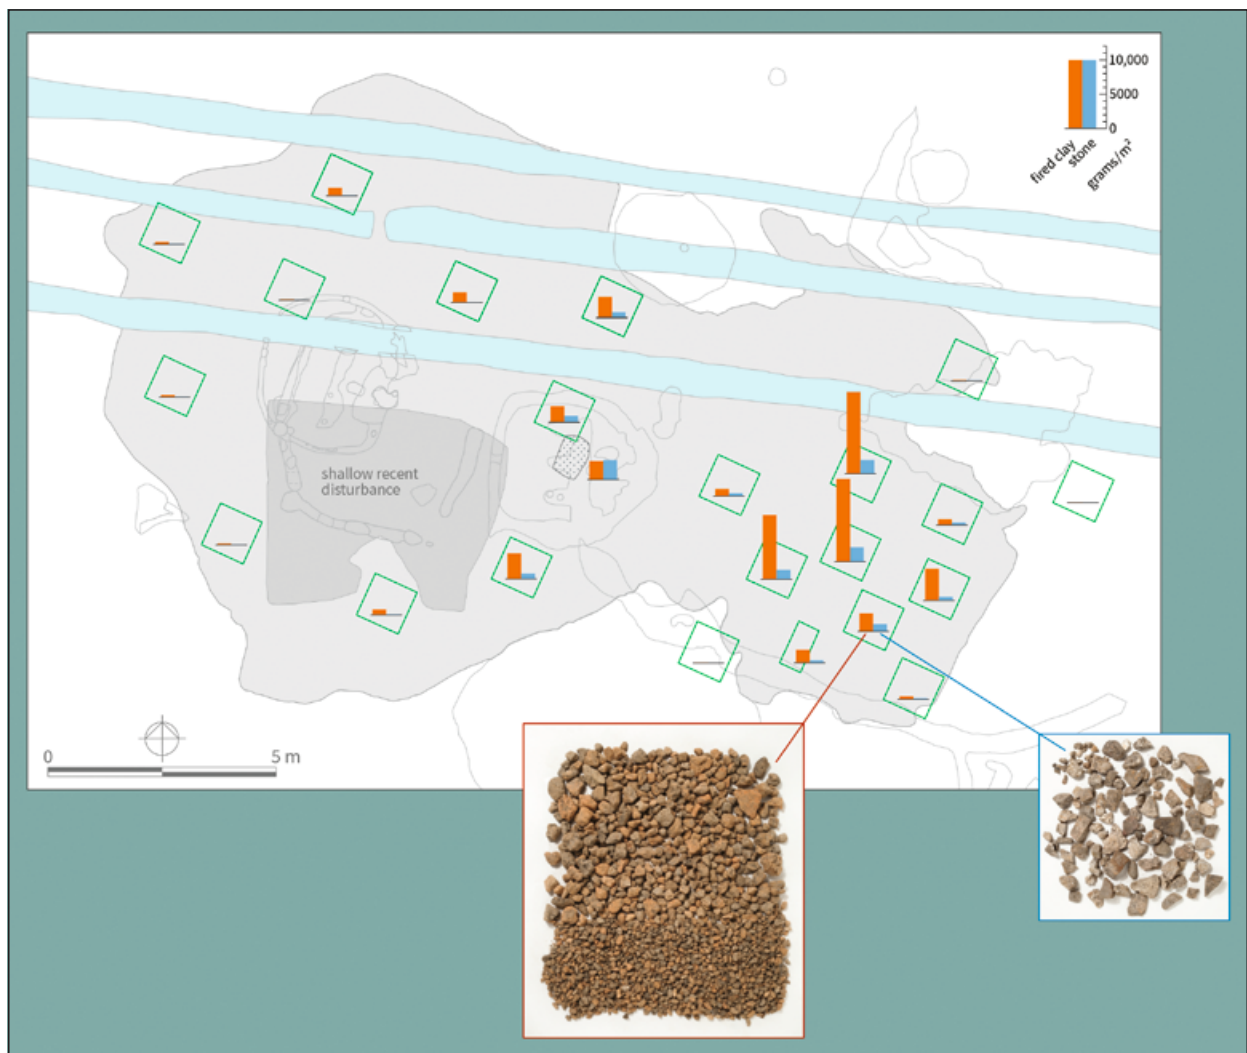 10,000
5000
0
fired clay
stone
grams/m²
shallow recent
disturbance
0 5 m